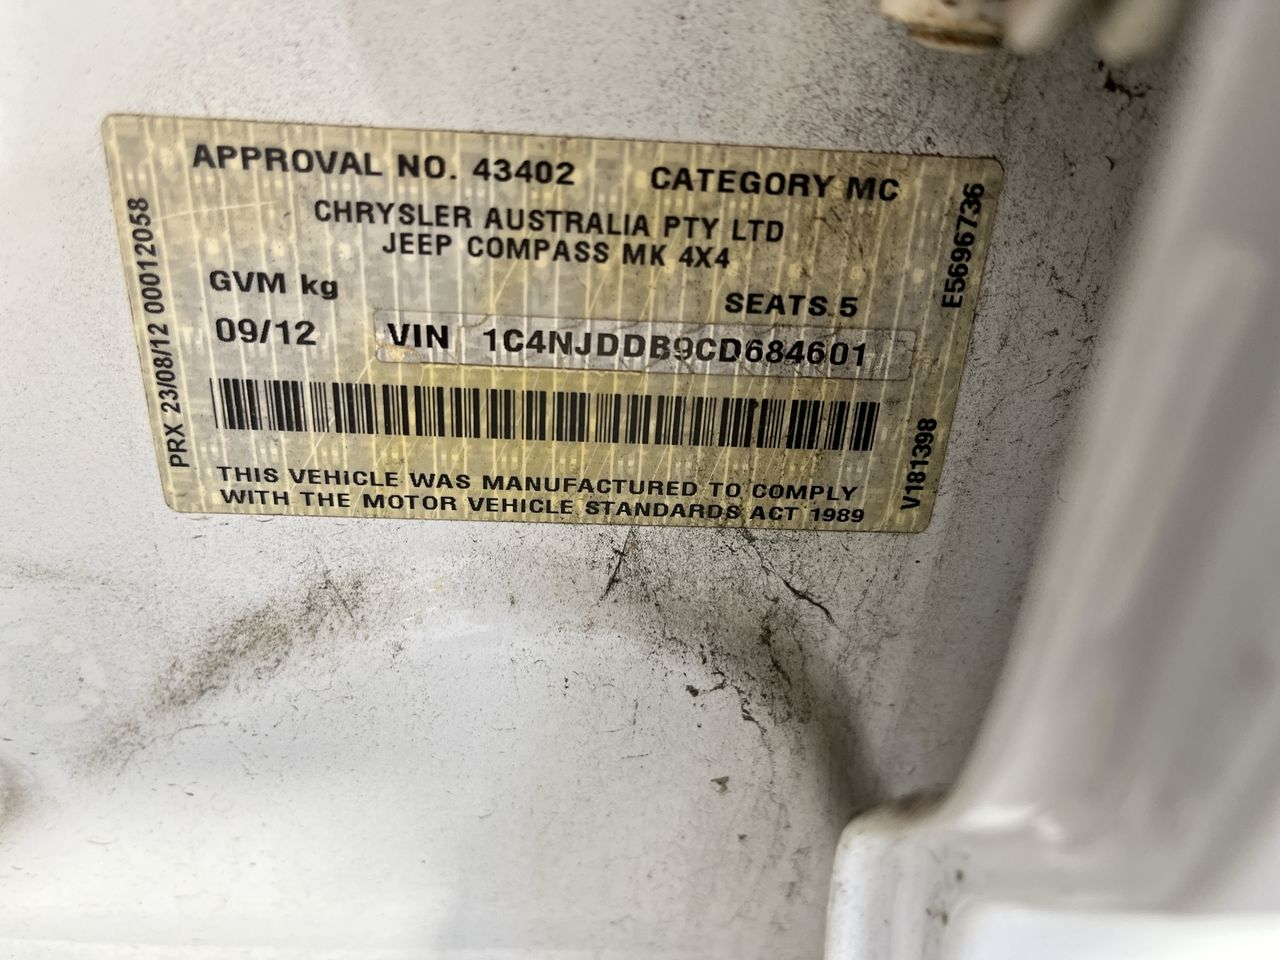 APPROVAL NO. 43402 CATEGORY MC
CHRYSLER AUSTRALIA PTY LTD
JEEP COMPASS MK 4X4
GVM kg SEATS 5
09/12 VIN 1C4NJDDB9CD684601
THIS VEHICLE WAS MANUFACTURED TO COMPLY
WITH THE MOTOR VEHICLE STANDARDS ACT 1989
PRX 23/08/12 00012058
E5696736
V181398